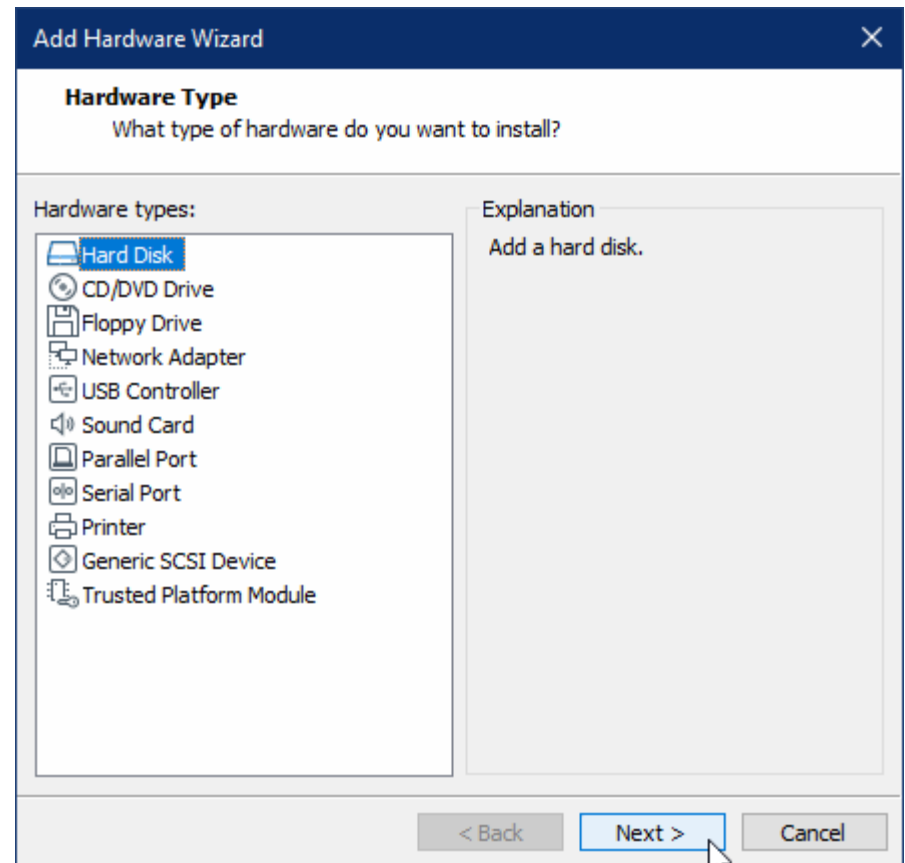 Add Hardware Wizard
Hardware Type
What type of hardware do you want to install?
Hardware types:
Hard Disk
CD/DVD Drive
Floppy Drive
Network Adapter
USB Controller
Sound Card
Parallel Port
Serial Port
Printer
Generic SCSI Device
Trusted Platform Module
Explanation
Add a hard disk.
< Back
Next >
Cancel